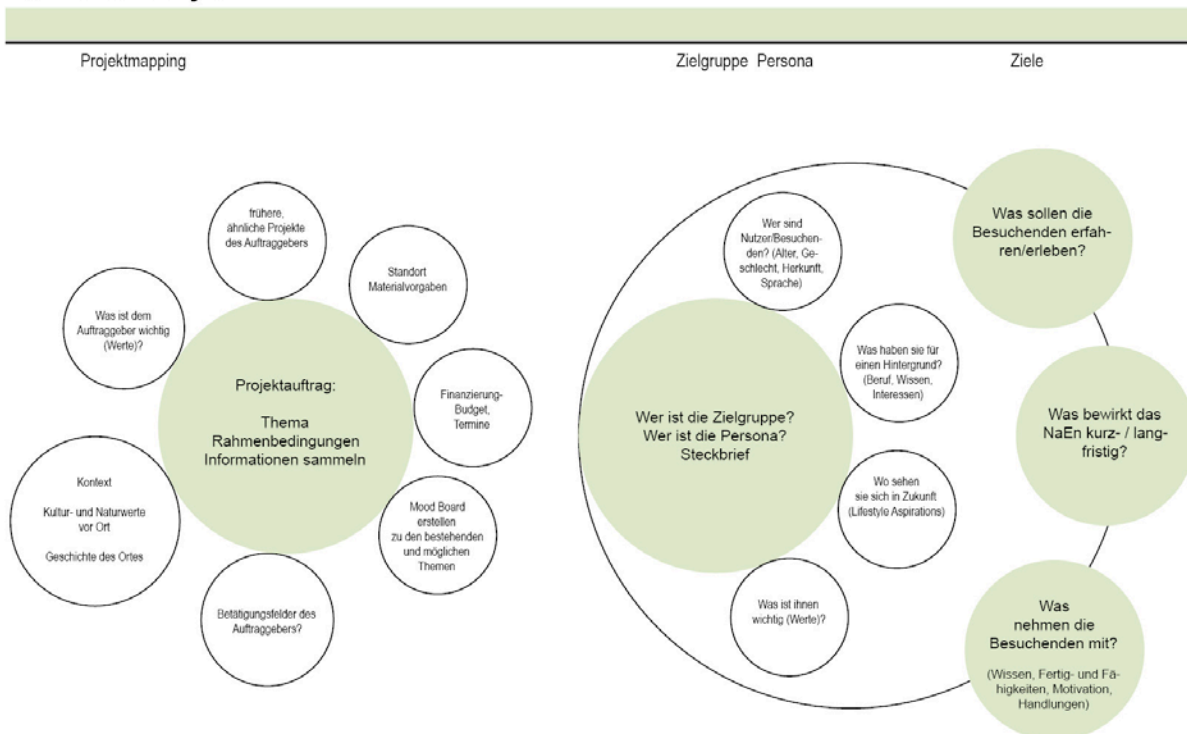 Projektmapping
Zielgruppe Persona
Ziele
frühere,
ähnliche Projekte
des Auftraggebers
Standort
Materialvorgaben
Was ist dem
Auftraggeber wichtig
(Werte)?
Projektauftrag:
Thema
Rahmenbedingungen
Informationen sammeln
Finanzierung-
Budget,
Termine
Kontext
Kultur- und Naturwerte
vor Ort
Geschichte des Ortes
Mood Board
erstellen
zu den bestehenden
und möglichen
Themen
Betätigungsfelder des
Auftraggebers?
Wer sind
Nutzer/Besuchen-
den? (Alter, Ge-
schlecht, Herkunft,
Sprache)
Was haben sie für
einen Hintergrund?
(Beruf, Wissen,
Interessen)
Wer ist die Zielgruppe?
Wer ist die Persona?
Steckbrief
Wo sehen
sie sich in Zukunft
(Lifestyle Aspirations)
Was ist ihnen
wichtig (Werte)?
Was sollen die
Besuchenden erfah-
ren/erleben?
Was bewirkt das
NaEn kurz- / lang-
fristig?
Was
nehmen die
Besuchenden mit?
(Wissen, Fertig- und Fä-
higkeiten, Motivation,
Handlungen)